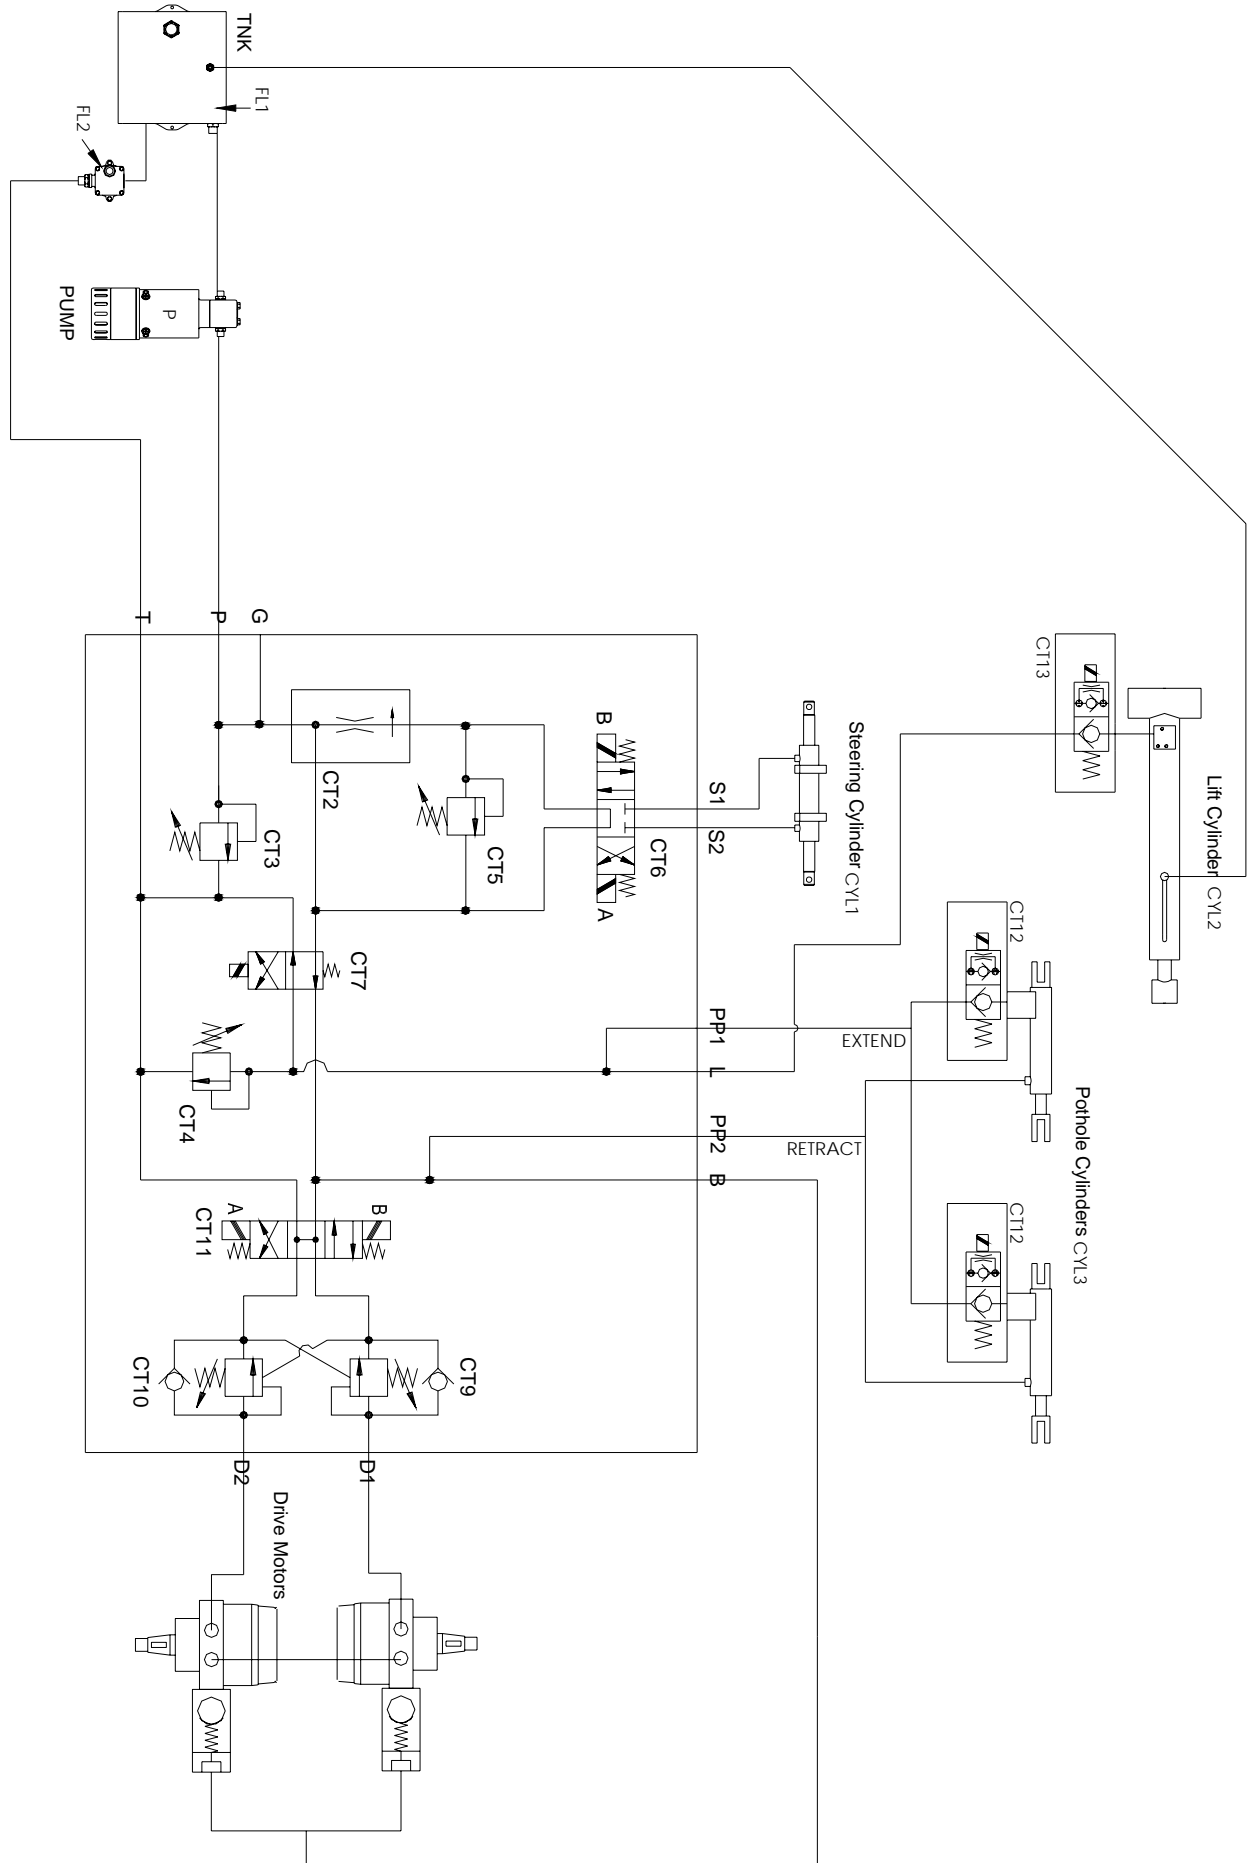 TNK
FL1
FL2
PUMP
P
T
P
G
CT2
CT3
CT5
B
CT6
A
S1
S2
Steering Cylinder CYL1
CT13
Lift Cylinder CYL2
CT7
CT4
PP1
L
EXTEND
PP2
B
RETRACT
CT12
CT12
Pothole Cylinders CYL3
A
B
CT11
CT10
CT9
D2
D1
Drive Motors